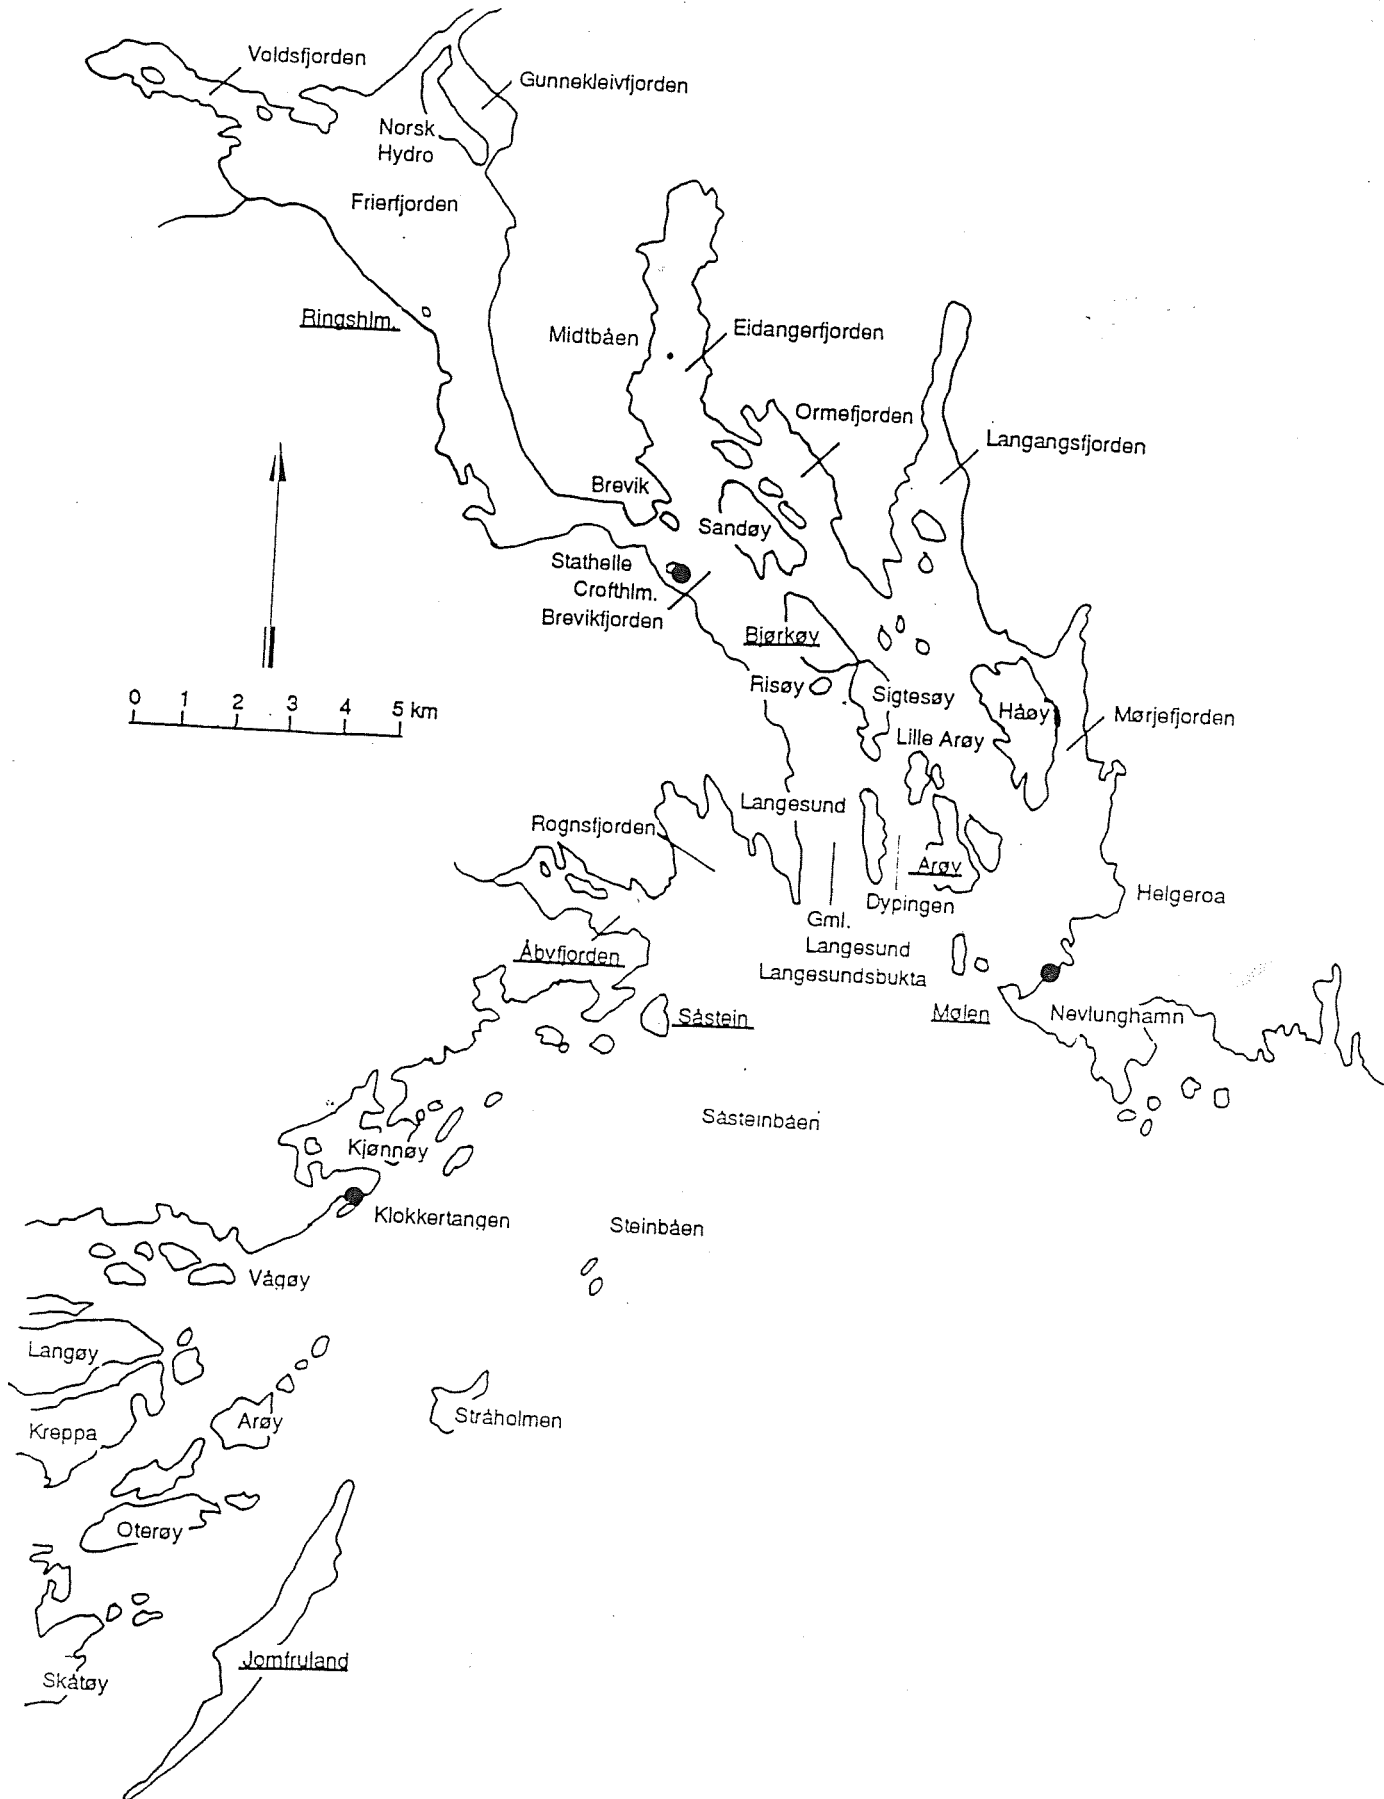 Voldsfjorden
Gunnekleivfjorden
Norsk
Hydro
Frierfjorden
Ringshlm.
Midtbåen
Eidangerfjorden
Ormefjorden
Langangsfjorden
Brevik
Sandøy
Stathelle
Crofthlm.
Brevikfjorden
Bjørkøy
Risøy
Sigtesøy
Håøy
Mørjefjorden
Lille Arøy
0 1 2 3 4 5 km
Langesund
Rognsfjorden
Arøy
Helgeroa
Dypingen
Gml.
Langesund
Langesundsbukta
Åbyfjorden
Såstein
Mølen
Nevlunghamn
Såsteinbåen
Kjønnøy
Klokkertangen
Steinbåen
Vågøy
Langøy
Kreppa
Arøy
Stråholmen
Oterøy
Jomfruland
Skåtøy